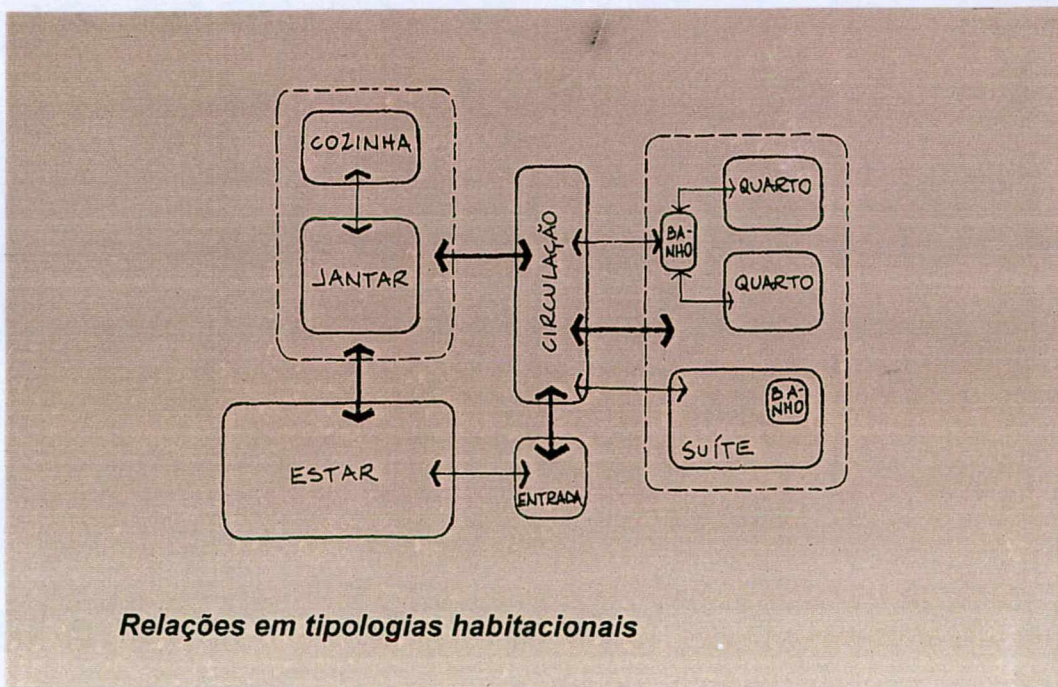 COZINHA
JANTAR
ESTAR
CIRCULAÇÃO
ENTRADA
BA-
NHO
QUARTO
QUARTO
SUÍTE
BA-
NHO
Relações em tipologias habitacionais